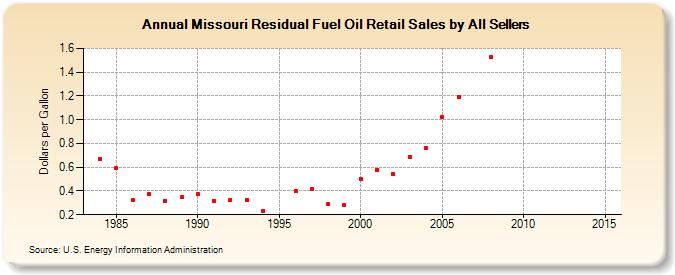 Annual Missouri Residual Fuel Oil Retail Sales by All Sellers
Dollars per Gallon
1.6
1.4
1.2
1.0
0.8
0.6
0.4
0.2
1985 1990 1995 2000 2005 2010 2015
Source: U.S. Energy Information Administration